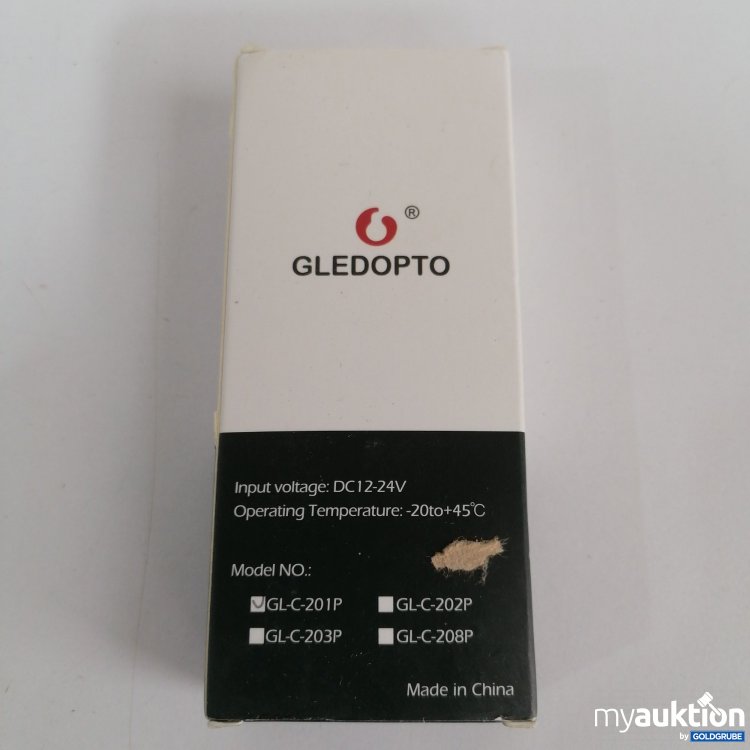 ®
GLEDOPTO
Input voltage: DC12-24V
Operating Temperature: -20to+45℃
Model NO.:
GL-C-201P GL-C-202P
GL-C-203P GL-C-208P
Made in China
myauktion
by GOLDGRUBE